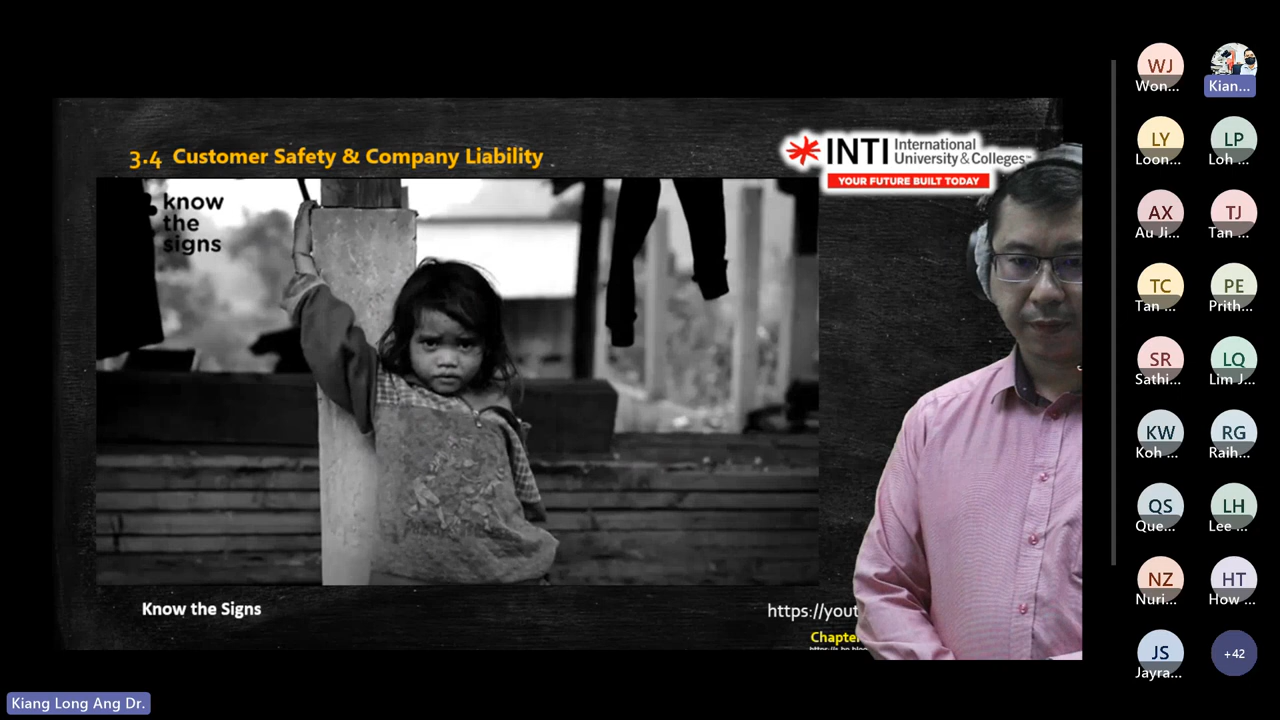 3.4 Customer Safety & Company Liability
INTI International
University & Colleges
YOUR FUTURE BUILT TODAY
know
the
signs
Know the Signs
https://yout
Chapte
Kiang Long Ang Dr.
WJ
Won...
Kian...
LY
Loon...
LP
Loh ...
AX
Au Ji...
TJ
Tan ...
TC
Tan ...
PE
Prith...
SR
Sathi...
LQ
Lim J...
KW
Koh ...
RG
Raih...
QS
Que...
LH
Lee ...
NZ
Nuri...
HT
How ...
JS
Jayra...
+42